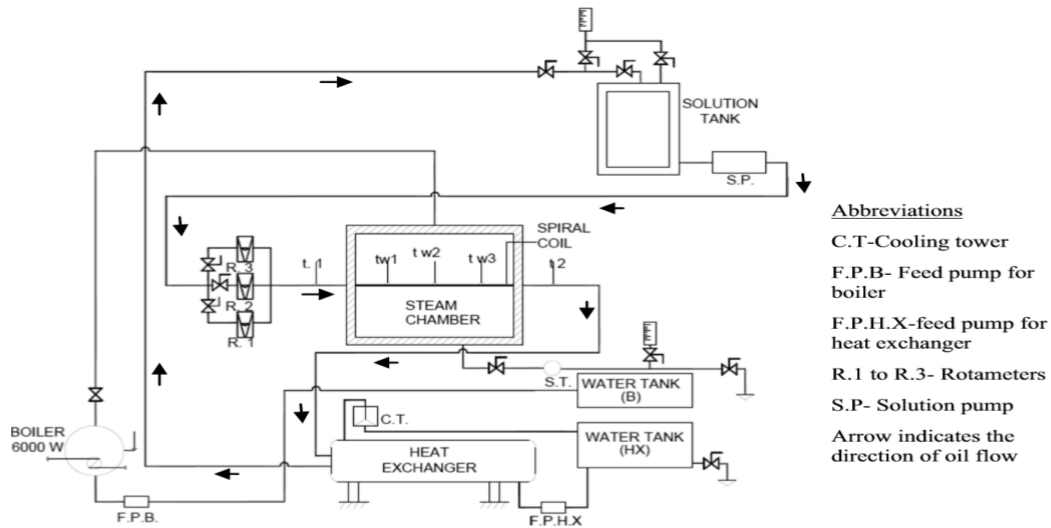 SOLUTION
TANK
S.P.
SPIRAL
COIL
R. 3
R. 2
R. 1
t. 1
tw1
t w2
t w3
t 2
STEAM
CHAMBER
S.T.
WATER TANK
(B)
C.T.
WATER TANK
(HX)
HEAT
EXCHANGER
BOILER
6000 W
F.P.B.
F.P.H.X
Abbreviations
C.T-Cooling tower
F.P.B- Feed pump for
boiler
F.P.H.X-feed pump for
heat exchanger
R.1 to R.3- Rotameters
S.P- Solution pump
Arrow indicates the
direction of oil flow